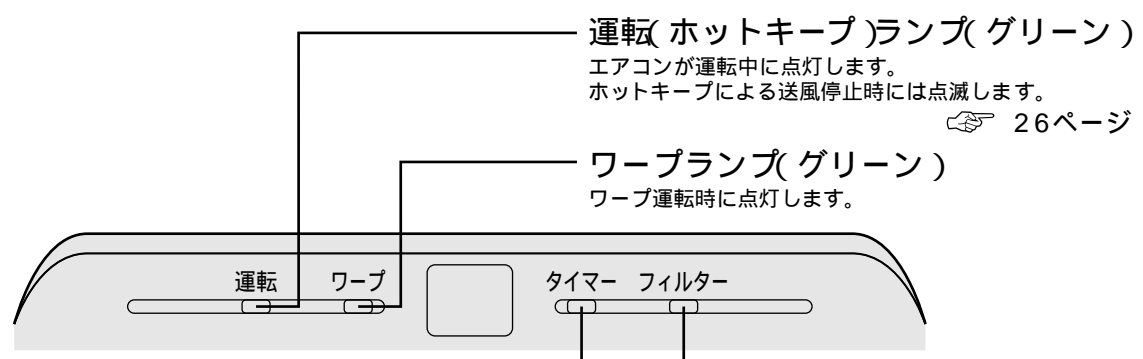 運転(ホットキープ)ランプ(グリーン)
エアコンが運転中に点灯します。
ホットキープによる送風停止時には点滅します。
☞ 26ページ
ワープランプ(グリーン)
ワープ運転時に点灯します。
運転 ワープ タイマー フィルター